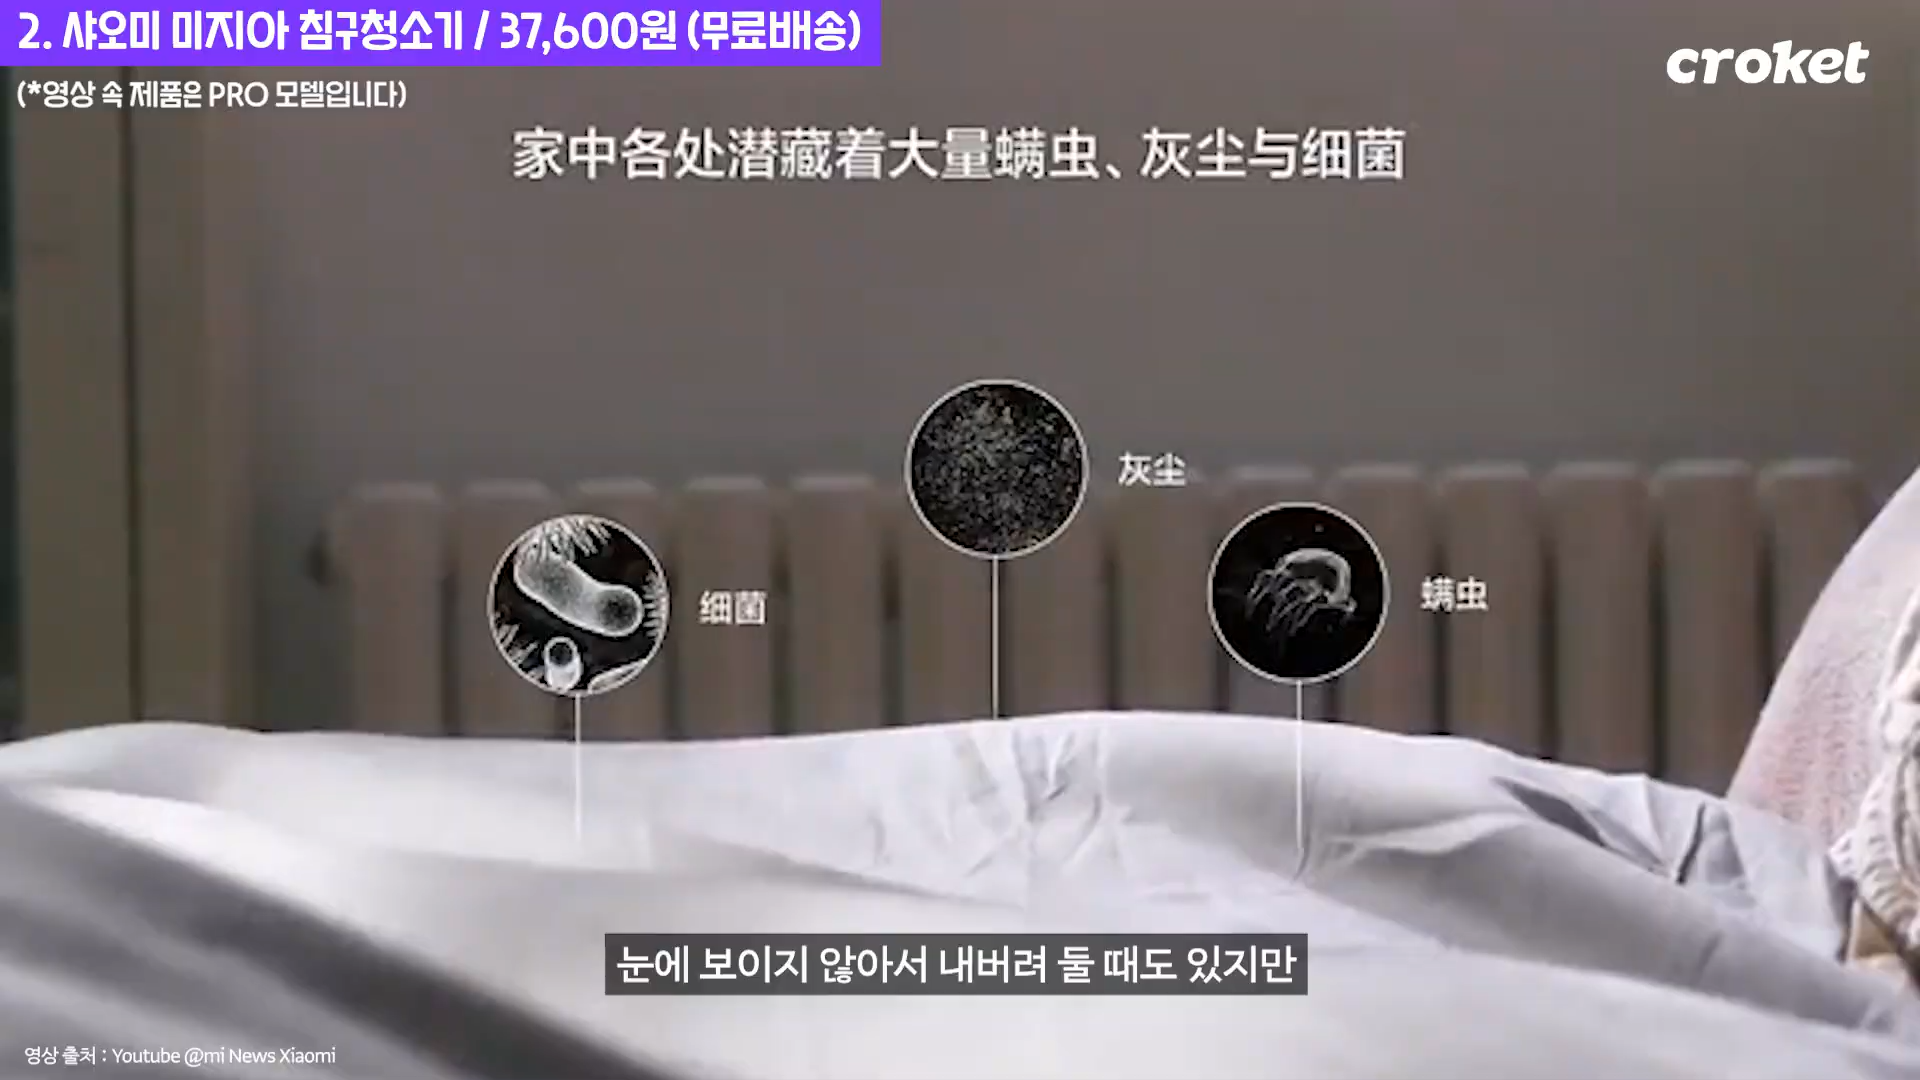 2. 샤오미 미지아 침구청소기 / 37,600원 (무료배송)
croket
(*영상 속 제품은 PRO 모델입니다)
家中各处潜藏着大量螨虫、灰尘与细菌
灰尘
细菌
螨虫
눈에 보이지 않아서 내버려 둘 때도 있지만
영상 출처 : Youtube @mi News Xiaomi